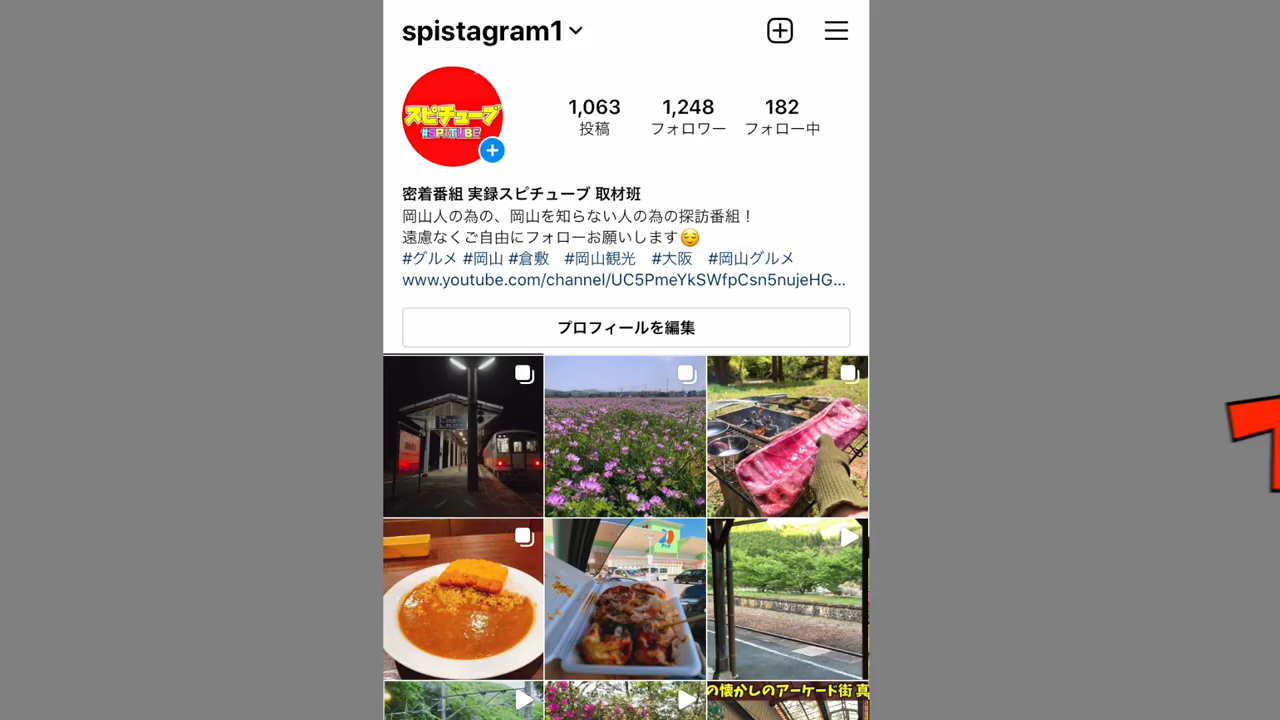 spistagram1
スピチューブ
#SPITUBE
1,063
投稿
1,248
フォロワー
182
フォロー中
密着番組 実録スピチューブ 取材班
岡山人の為の、岡山を知らない人の為の探訪番組！
遠慮なくご自由にフォローお願いします😌
#グルメ #岡山 #倉敷　#岡山観光　#大阪　#岡山グルメ
www.youtube.com/channel/UC5PmeYkSWfpCsn5nujeHG...
プロフィールを編集
の懐かしのアーケード街 真